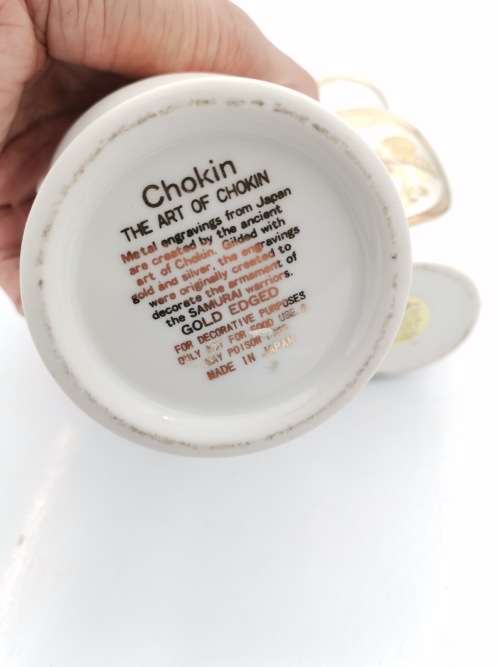 Chokin
THE ART OF CHOKIN
Metal engravings from Japan
are created by the ancient
art of Chokin. Gilded with
gold and silver, the engravings
were originally created to
decorate the armament of
the SAMURAI warriors.
GOLD EDGED
FOR DECORATIVE PURPOSES
ONLY NOT FOR FOOD USE
MAY POISON
MADE IN JAPAN